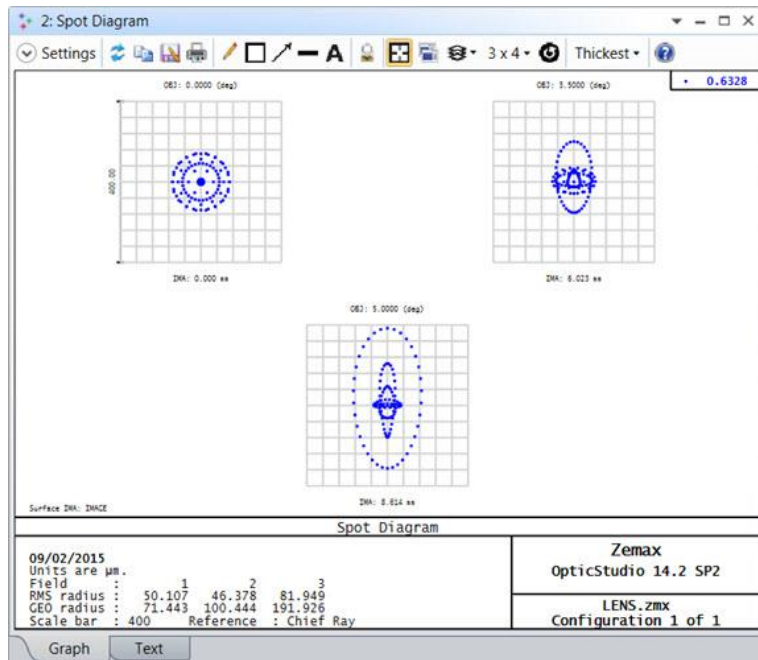 2: Spot Diagram
Settings
A
3 x 4
Thickest
OBJ: 0.0000 (deg)
OBJ: 3.5000 (deg)
0.6328
400.00
IMA: 0.000 mm
IMA: 6.023 mm
OBJ: 5.0000 (deg)
IMA: 8.614 mm
Surface IMA: IMAGE
Spot Diagram
09/02/2015
Units are µm.
Field : 1 2 3
RMS radius : 50.107 46.378 81.949
GEO radius : 71.443 100.444 191.926
Scale bar : 400 Reference : Chief Ray
Zemax
OpticStudio 14.2 SP2
LENS.zmx
Configuration 1 of 1
Graph
Text